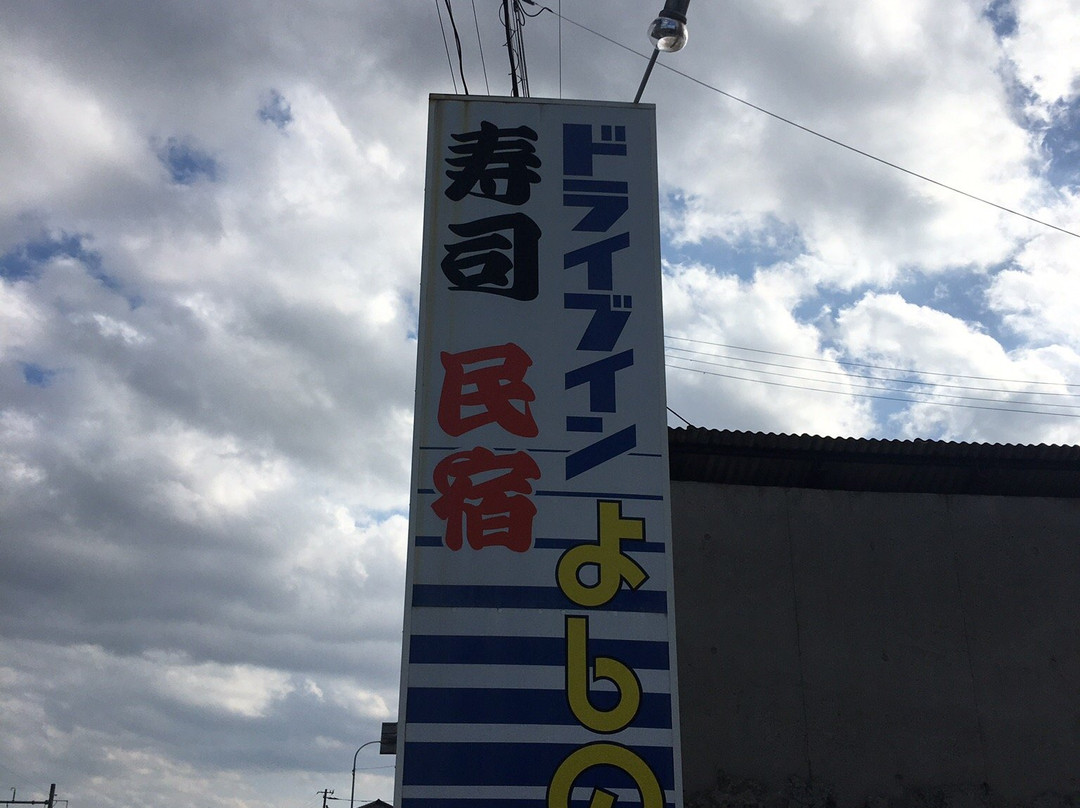 ドライブイン よしの
寿司 民宿